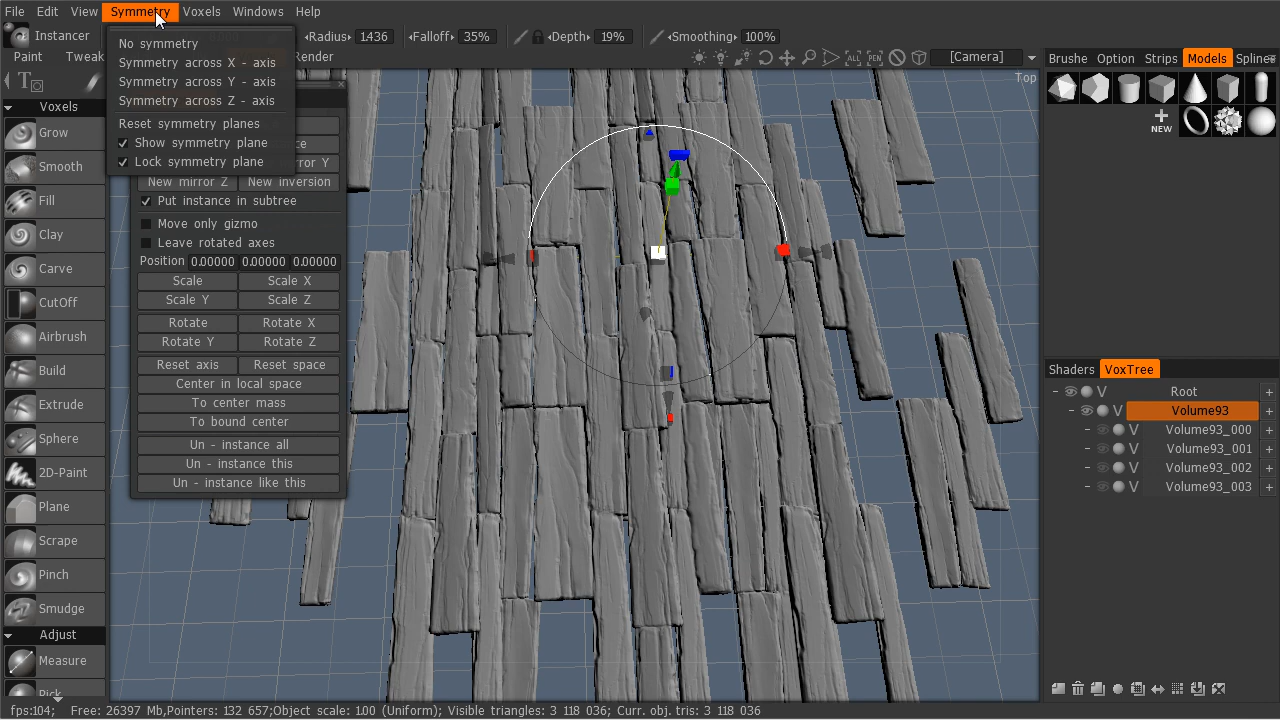 File Edit View Symmetry Voxels Windows Help
Instancer Radius: 1.436 Falloff: 35% Depth: 19% Smoothing: 100%
Paint Tweak Render [Camera]
ALL PEN
Top
No symmetry
Symmetry across X - axis
Symmetry across Y - axis
Symmetry across Z - axis
Reset symmetry planes
Show symmetry plane
Lock symmetry plane
New mirror Z New inversion
Put instance in subtree
Move only gizmo
Leave rotated axes
Position 0.00000 0.00000 0.00000
Scale Scale X
Scale Y Scale Z
Rotate Rotate X
Rotate Y Rotate Z
Reset axis Reset space
Center in local space
To center mass
To bound center
Un - instance all
Un - instance this
Un - instance like this
Voxels
Grow
Smooth
Fill
Clay
Carve
CutOff
Airbrush
Build
Extrude
Sphere
2D-Paint
Plane
Scrape
Pinch
Smudge
Adjust
Measure
Pick
Brushe Option Strips Models Spline
NEW
Shaders VoxTree
V Root +
V Volume93 +
V Volume93_000 +
V Volume93_001 +
V Volume93_002 +
V Volume93_003 +
fps:104; Free: 26397 Mb,Pointers: 132 657;Object scale: 1.00 (Uniform); Visible triangles: 3 118 036; Curr. obj. tris: 3 118 036